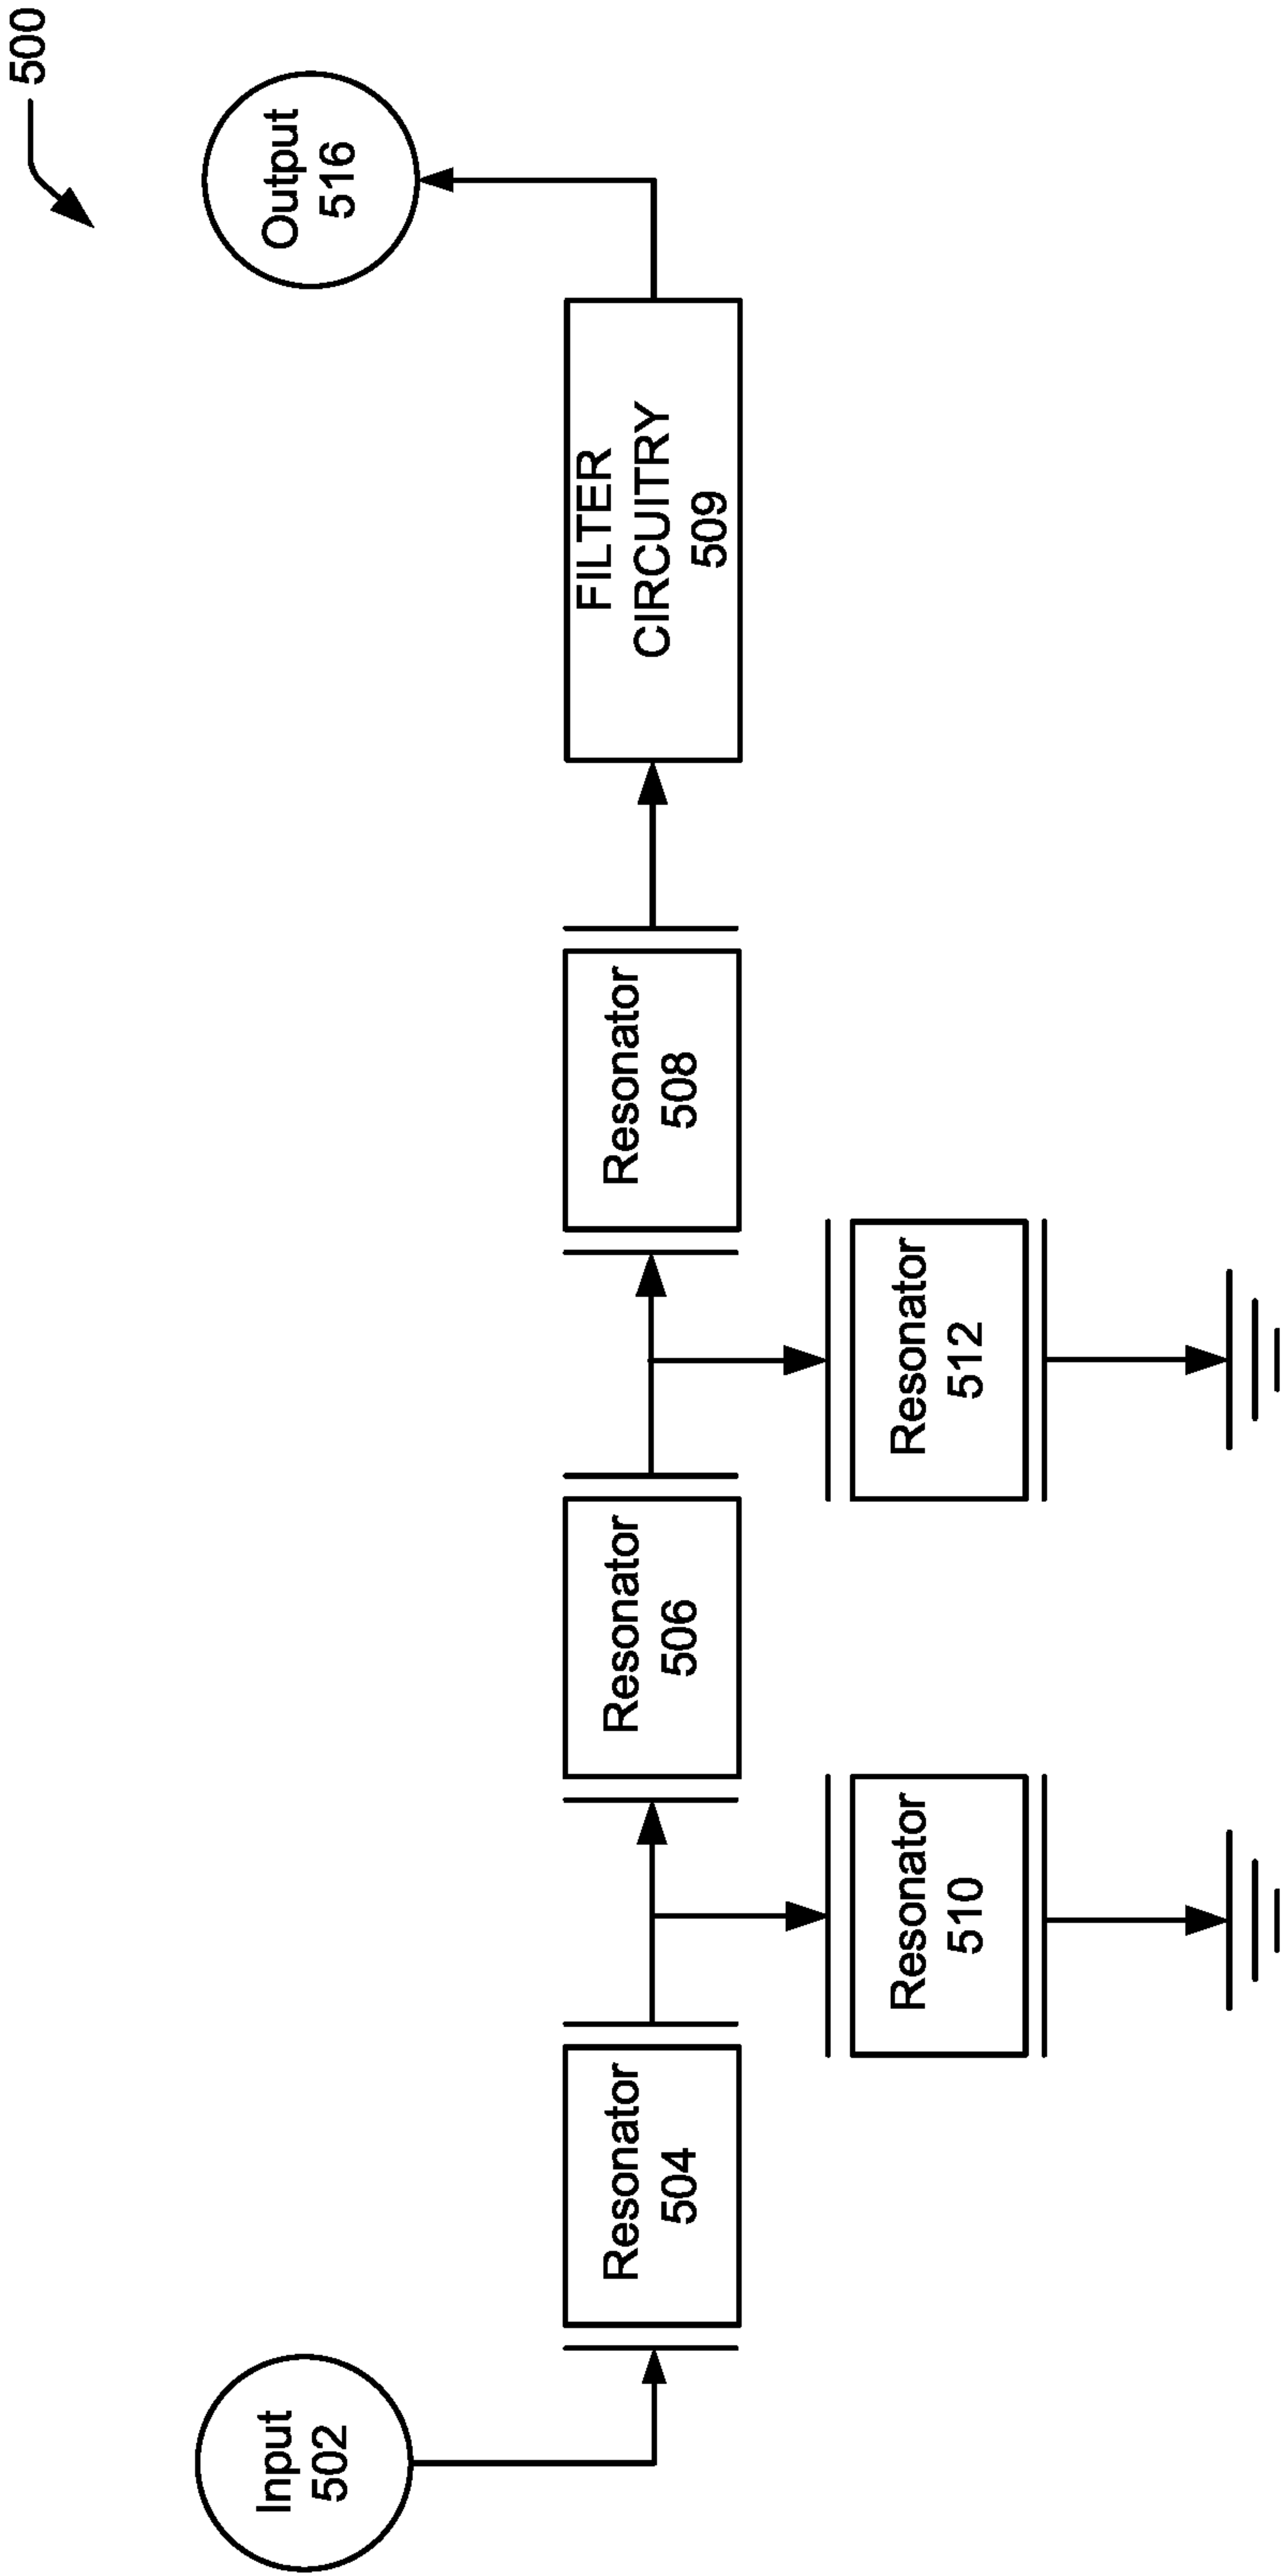 500
Input
502
Resonator
504
Resonator
506
Resonator
508
FILTER
CIRCUITRY
509
Output
516
Resonator
510
Resonator
512